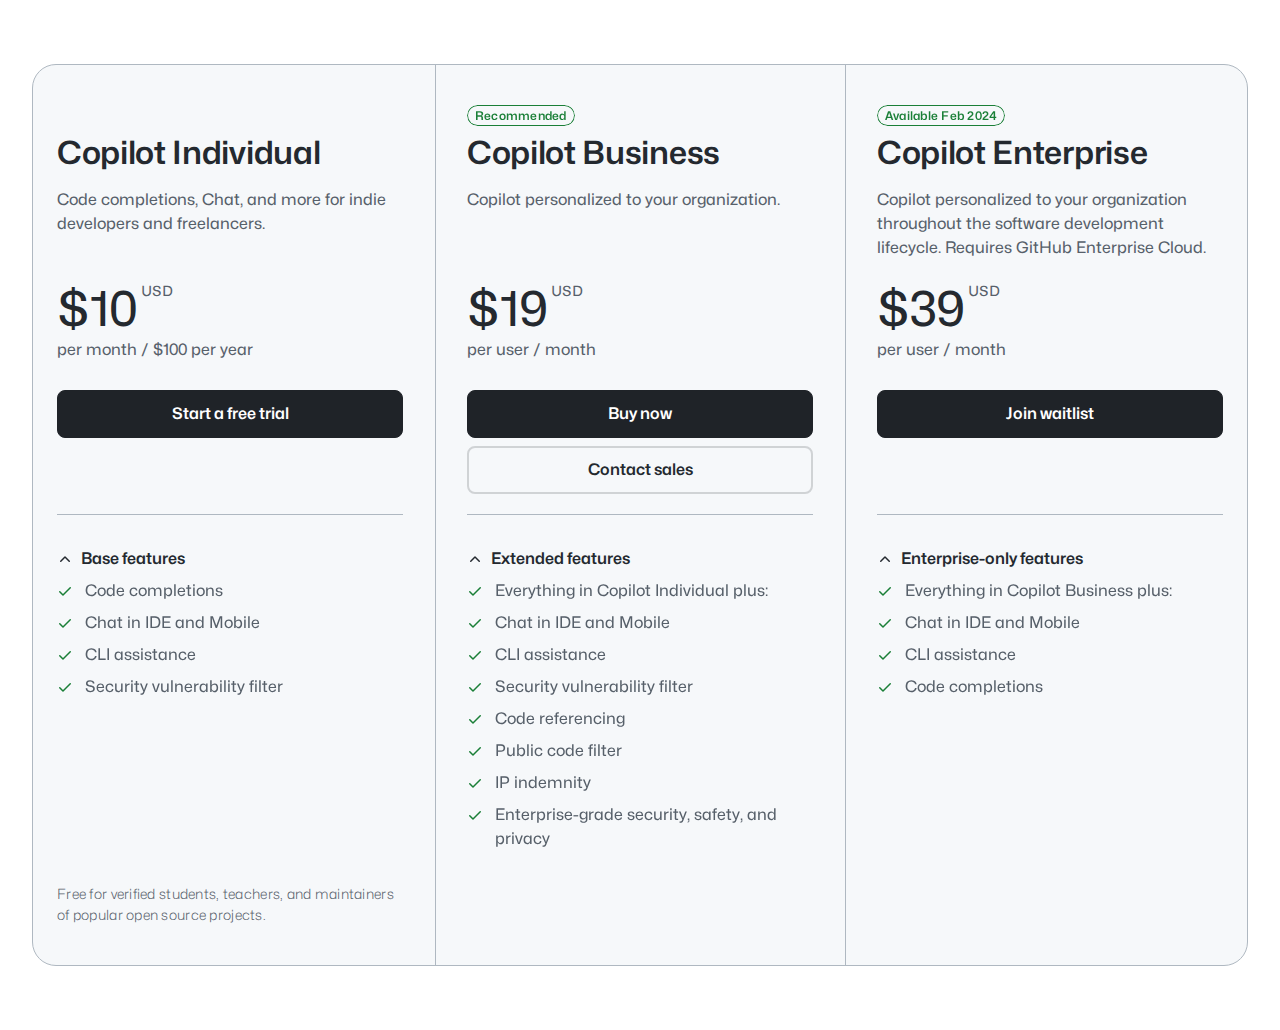 Copilot Individual
Code completions, Chat, and more for indie
developers and freelancers.
$10 USD
per month / $100 per year
Start a free trial
Base features
Code completions
Chat in IDE and Mobile
CLI assistance
Security vulnerability filter
Free for verified students, teachers, and maintainers
of popular open source projects.
Recommended
Copilot Business
Copilot personalized to your organization.
$19 USD
per user / month
Buy now
Contact sales
Extended features
Everything in Copilot Individual plus:
Chat in IDE and Mobile
CLI assistance
Security vulnerability filter
Code referencing
Public code filter
IP indemnity
Enterprise-grade security, safety, and
privacy
Available Feb 2024
Copilot Enterprise
Copilot personalized to your organization
throughout the software development
lifecycle. Requires GitHub Enterprise Cloud.
$39 USD
per user / month
Join waitlist
Enterprise-only features
Everything in Copilot Business plus:
Chat in IDE and Mobile
CLI assistance
Code completions